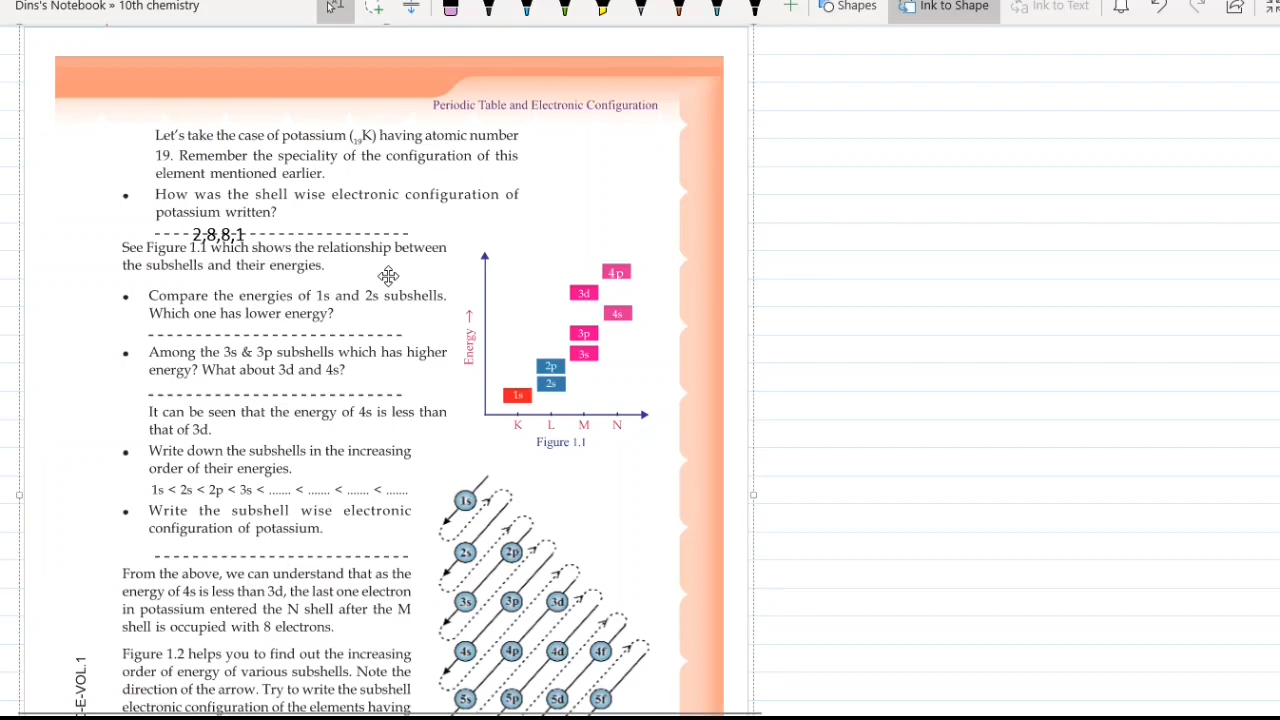 Dins's Notebook » 10th chemistry
Shapes
Ink to Shape
Ink to Text
Periodic Table and Electronic Configuration
Let's take the case of potassium (₁₉K) having atomic number
19. Remember the speciality of the configuration of this
element mentioned earlier.
• How was the shell wise electronic configuration of
potassium written?
2,8,8,1
See Figure 1.1 which shows the relationship between
the subshells and their energies.
• Compare the energies of 1s and 2s subshells.
Which one has lower energy?
• Among the 3s & 3p subshells which has higher
energy? What about 3d and 4s?
It can be seen that the energy of 4s is less than
that of 3d.
• Write down the subshells in the increasing
order of their energies.
1s < 2s < 2p < 3s < ....... < ....... < ....... < .......
• Write the subshell wise electronic
configuration of potassium.
From the above, we can understand that as the
energy of 4s is less than 3d, the last one electron
in potassium entered the N shell after the M
shell is occupied with 8 electrons.
Figure 1.2 helps you to find out the increasing
order of energy of various subshells. Note the
direction of the arrow. Try to write the subshell
electronic configuration of the elements having
Energy →
4p
3d
4s
3p
3s
2p
2s
1s
K L M N
Figure 1.1
1s
2s 2p
3s 3p 3d
4s 4p 4d 4f
5s 5p 5d 5f
E-VOL.1